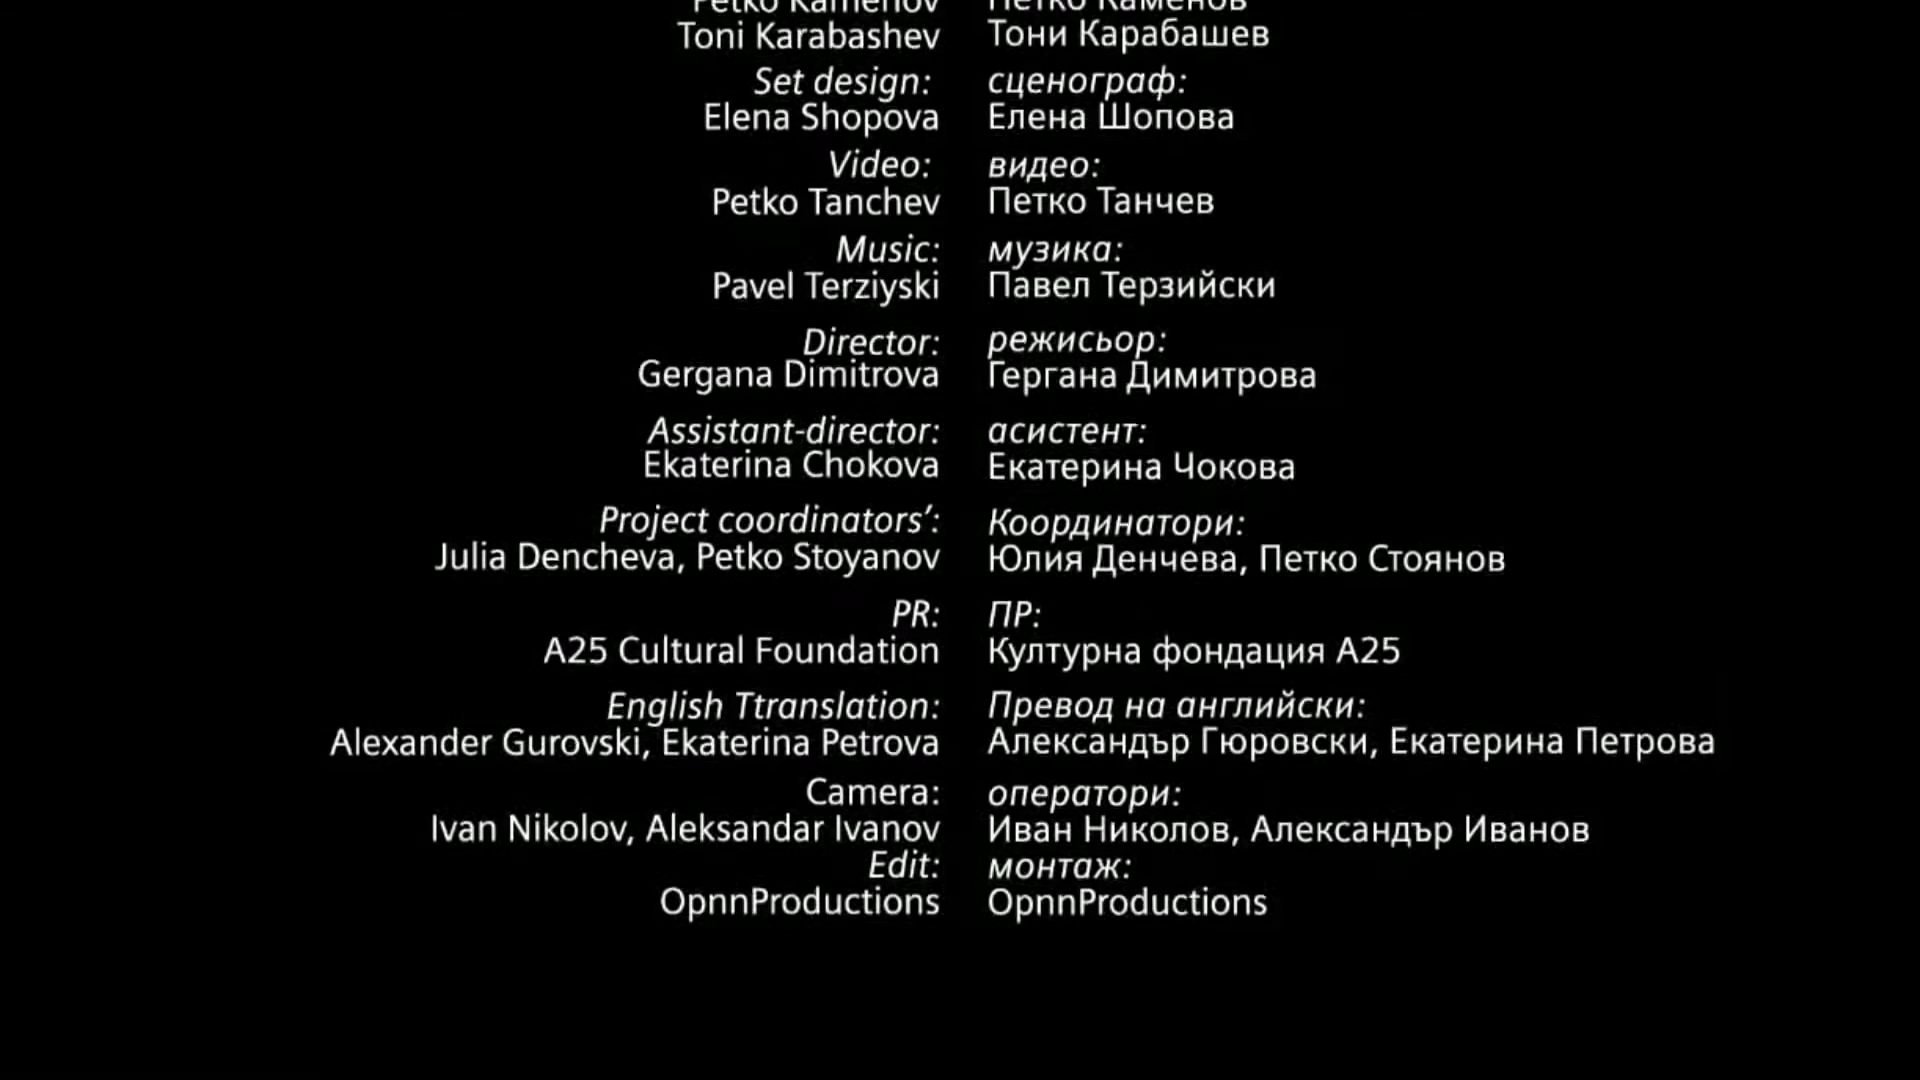 Petko Kamenov
Toni Karabashev
Set design:
Elena Shopova
Video:
Petko Tanchev
Music:
Pavel Terziyski
Director:
Gergana Dimitrova
Assistant-director:
Ekaterina Chokova
Project coordinators’:
Julia Dencheva, Petko Stoyanov
PR:
A25 Cultural Foundation
English Ttranslation:
Alexander Gurovski, Ekaterina Petrova
Camera:
Ivan Nikolov, Aleksandar Ivanov
Edit:
OpnnProductions
Петко Каменов
Тони Карабашев
сценограф:
Елена Шопова
видео:
Петко Танчев
музика:
Павел Терзийски
режисьор:
Гергана Димитрова
асистент:
Екатерина Чокова
Координатори:
Юлия Денчева, Петко Стоянов
ПР:
Културна фондация А25
Превод на английски:
Александър Гюровски, Екатерина Петрова
оператори:
Иван Николов, Александър Иванов
монтаж:
OpnnProductions